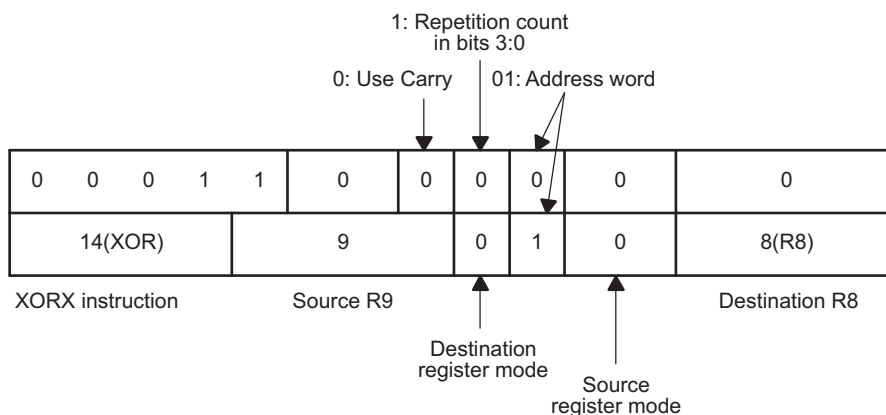 1: Repetition count
in bits 3:0
0: Use Carry 01: Address word
0 0 0 1 1 0 0 0 0 0 0
14(XOR) 9 0 1 0 8(R8)
XORX instruction Source R9 Destination R8
Destination
register mode
Source
register mode